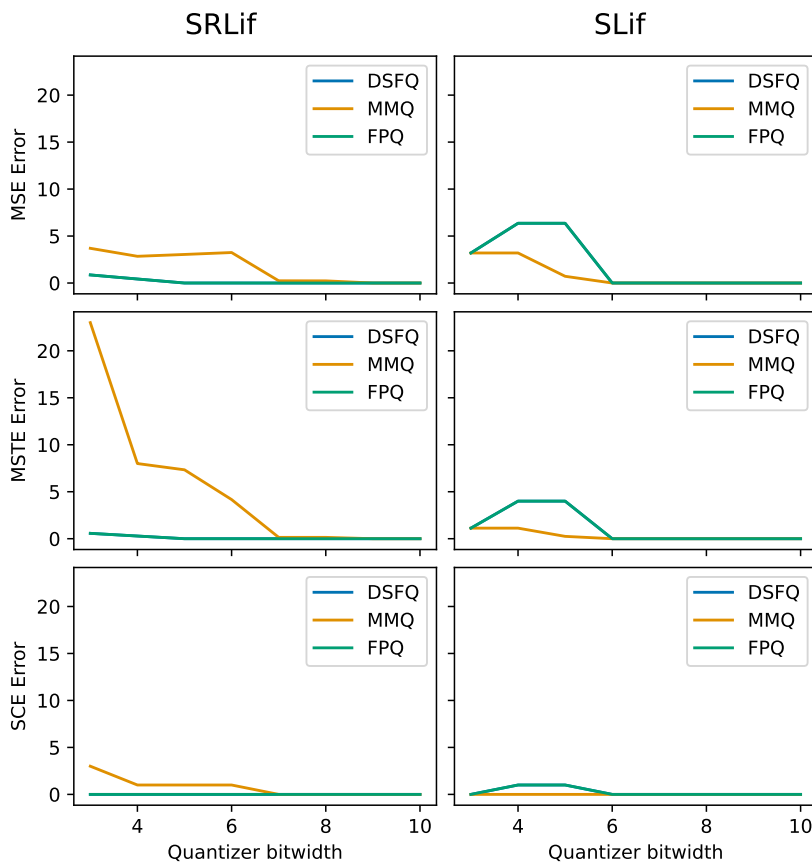 SRLif
SLif
MSE Error
20
15
10
5
0
DSFQ
MMQ
FPQ
DSFQ
MMQ
FPQ
MSTE Error
20
15
10
5
0
DSFQ
MMQ
FPQ
DSFQ
MMQ
FPQ
SCE Error
20
15
10
5
0
DSFQ
MMQ
FPQ
DSFQ
MMQ
FPQ
4 6 8 10
4 6 8 10
Quantizer bitwidth
Quantizer bitwidth